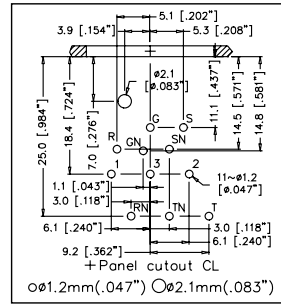 5.1 [.202"]
3.9 [.154"]
5.3 [.208"]
25.0 [.984"]
18.4 [.724"]
7.0 [.276"]
ø2.1
[ø.083"]
11.1 [.437"]
14.5 [.571"]
14.8 [.581"]
G
S
R
GN
SN
1
3
2
11~ø1.2
[ø.047"]
1.1 [.043"]
3.0 [.118"]
RN
TN
T
6.1 [.240"]
3.0 [.118"]
6.1 [.240"]
9.2 [.362"]
Panel cutout CL
ø1.2mm(.047") ø2.1mm(.083")